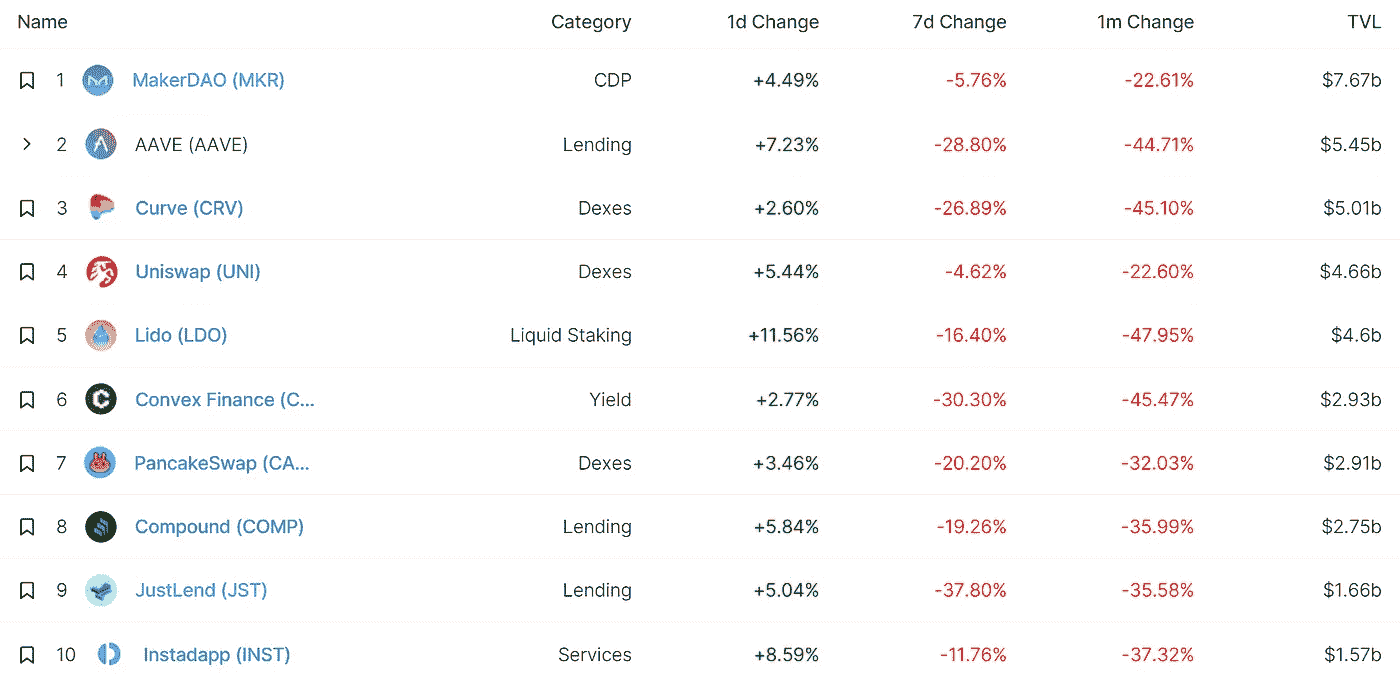 Name Category 1d Change 7d Change 1m Change TVL
1 MakerDAO (MKR) CDP +4.49% -5.76% -22.61% $7.67b
2 AAVE (AAVE) Lending +7.23% -28.80% -44.71% $5.45b
3 Curve (CRV) Dexes +2.60% -26.89% -45.10% $5.01b
4 Uniswap (UNI) Dexes +5.44% -4.62% -22.60% $4.66b
5 Lido (LDO) Liquid Staking +11.56% -16.40% -47.95% $4.6b
6 Convex Finance (C... Yield +2.77% -30.30% -45.47% $2.93b
7 PancakeSwap (CA... Dexes +3.46% -20.20% -32.03% $2.91b
8 Compound (COMP) Lending +5.84% -19.26% -35.99% $2.75b
9 JustLend (JST) Lending +5.04% -37.80% -35.58% $1.66b
10 Instadapp (INST) Services +8.59% -11.76% -37.32% $1.57b